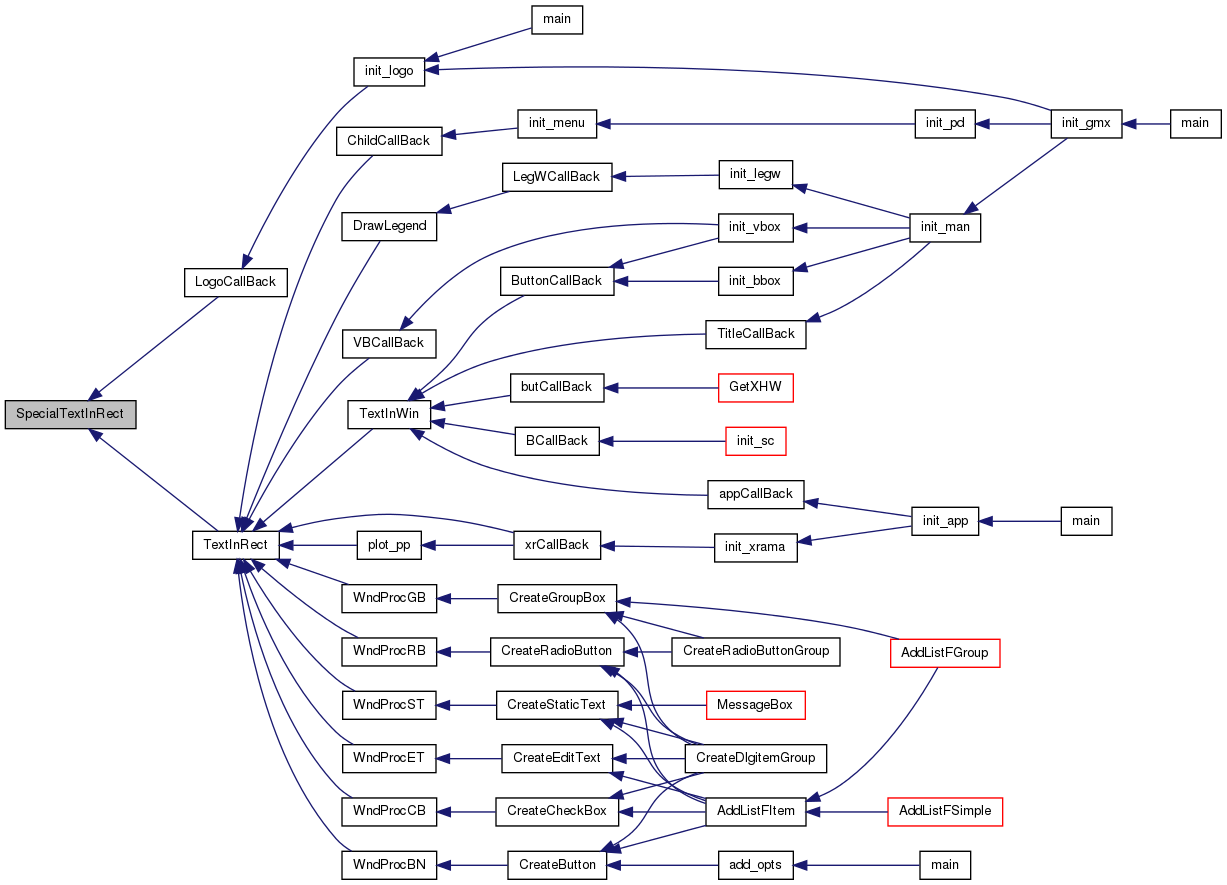 main
init_logo
ChildCallBack
init_menu
init_pd
init_gmx
main
LegWCallBack
init_legw
DrawLegend
init_vbox
init_man
LogoCallBack
ButtonCallBack
init_bbox
VBCallBack
TitleCallBack
butCallBack
GetXHW
SpecialTextInRect
TextInWin
BCallBack
init_sc
appCallBack
init_app
main
TextInRect
plot_pp
xrCallBack
init_xrama
WndProcGB
CreateGroupBox
WndProcRB
CreateRadioButton
CreateRadioButtonGroup
AddListFGroup
WndProcST
CreateStaticText
MessageBox
WndProcET
CreateEditText
CreateDlgitemGroup
WndProcCB
CreateCheckBox
AddListFItem
AddListFSimple
WndProcBN
CreateButton
add_opts
main